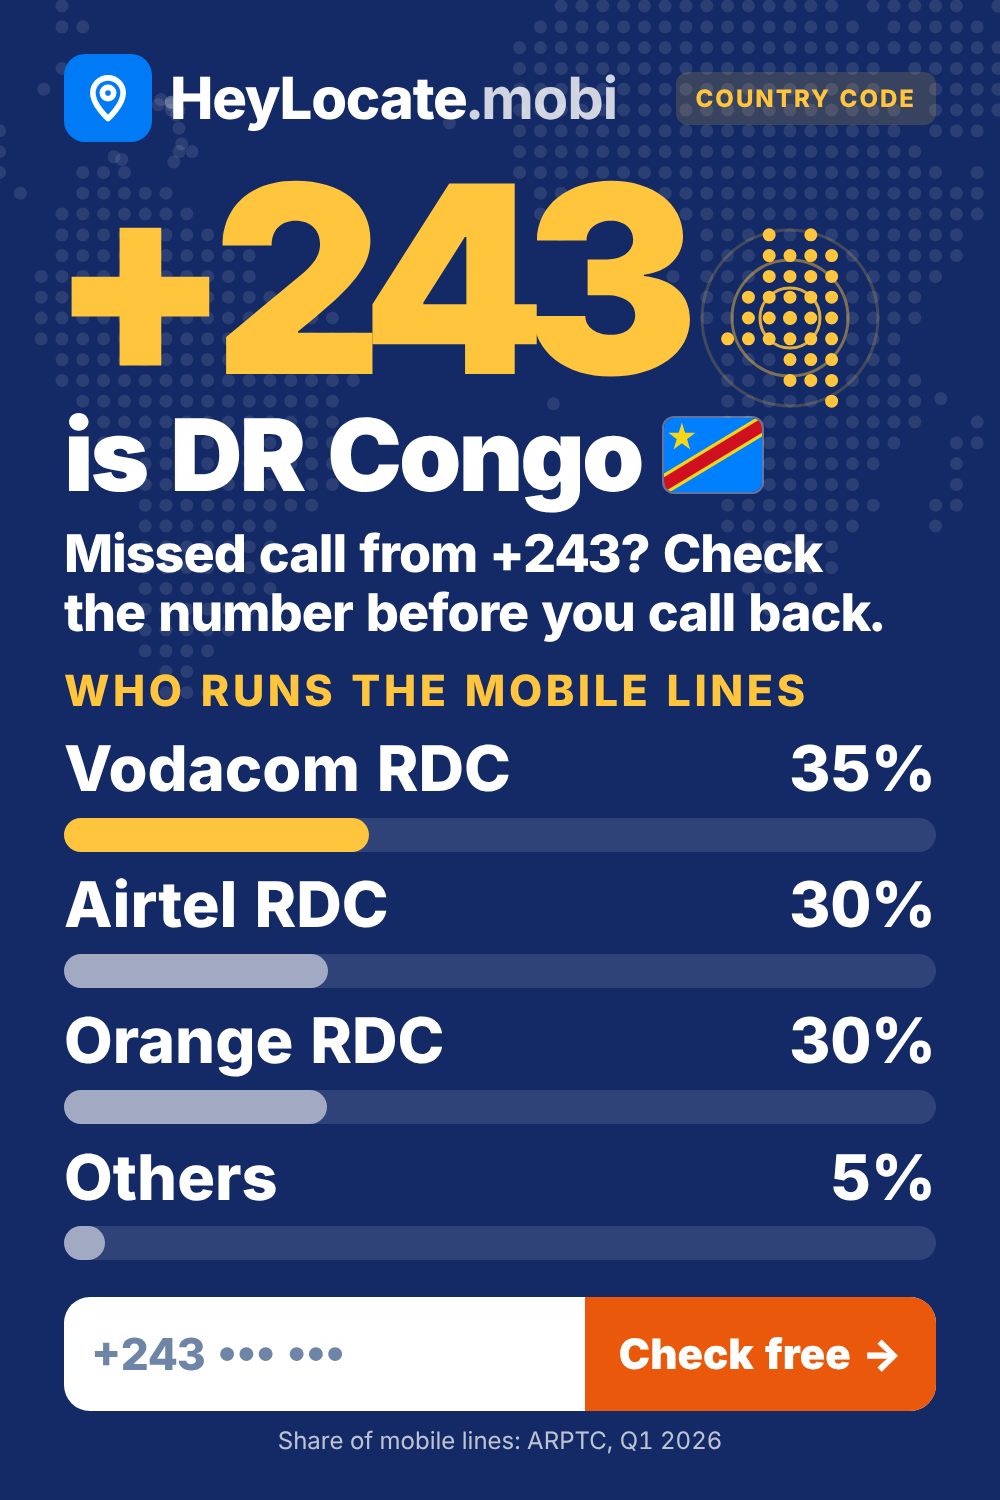 HeyLocate.mobi
COUNTRY CODE
+243
is DR Congo
Missed call from +243? Check
the number before you call back.
WHO RUNS THE MOBILE LINES
Vodacom RDC 35%
Airtel RDC 30%
Orange RDC 30%
Others 5%
+243 ••• •••
Check free →
Share of mobile lines: ARPTC, Q1 2026